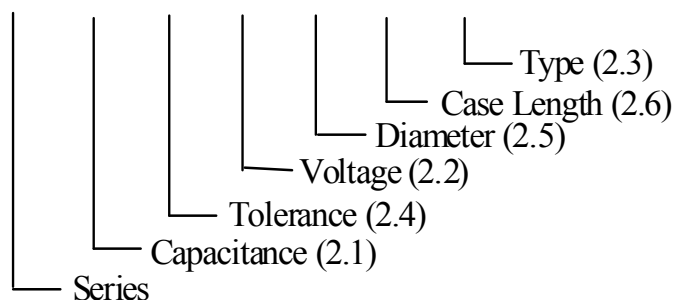 Type (2.3)
Case Length (2.6)
Diameter (2.5)
Voltage (2.2)
Tolerance (2.4)
Capacitance (2.1)
Series